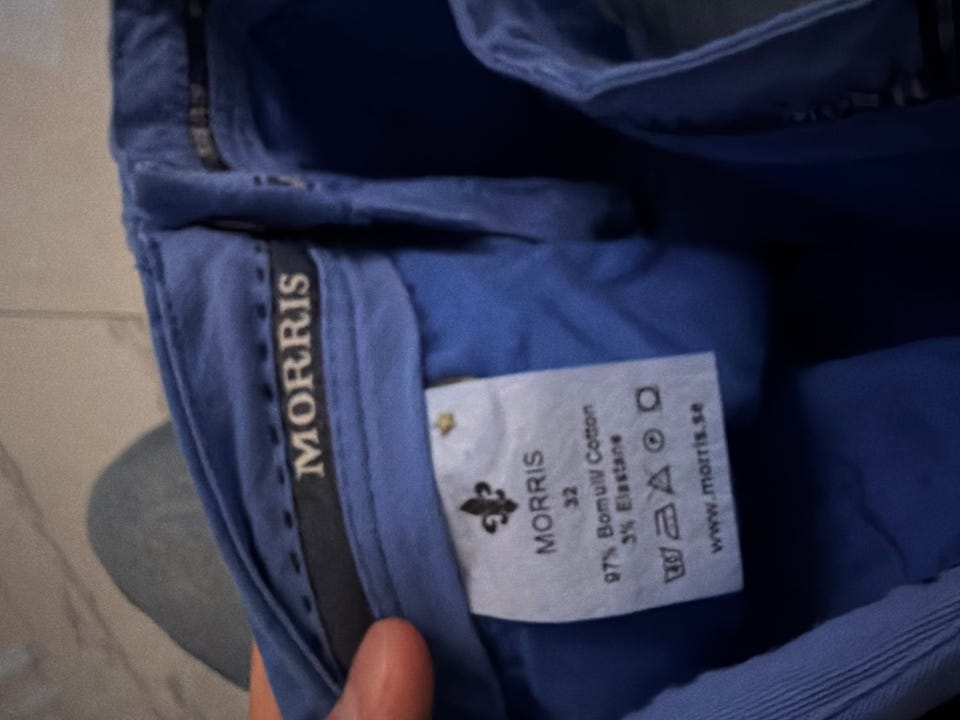 MORRIS
MORRIS
32
97% Bomull/ Cotton
3% Elastane
www.morris.se